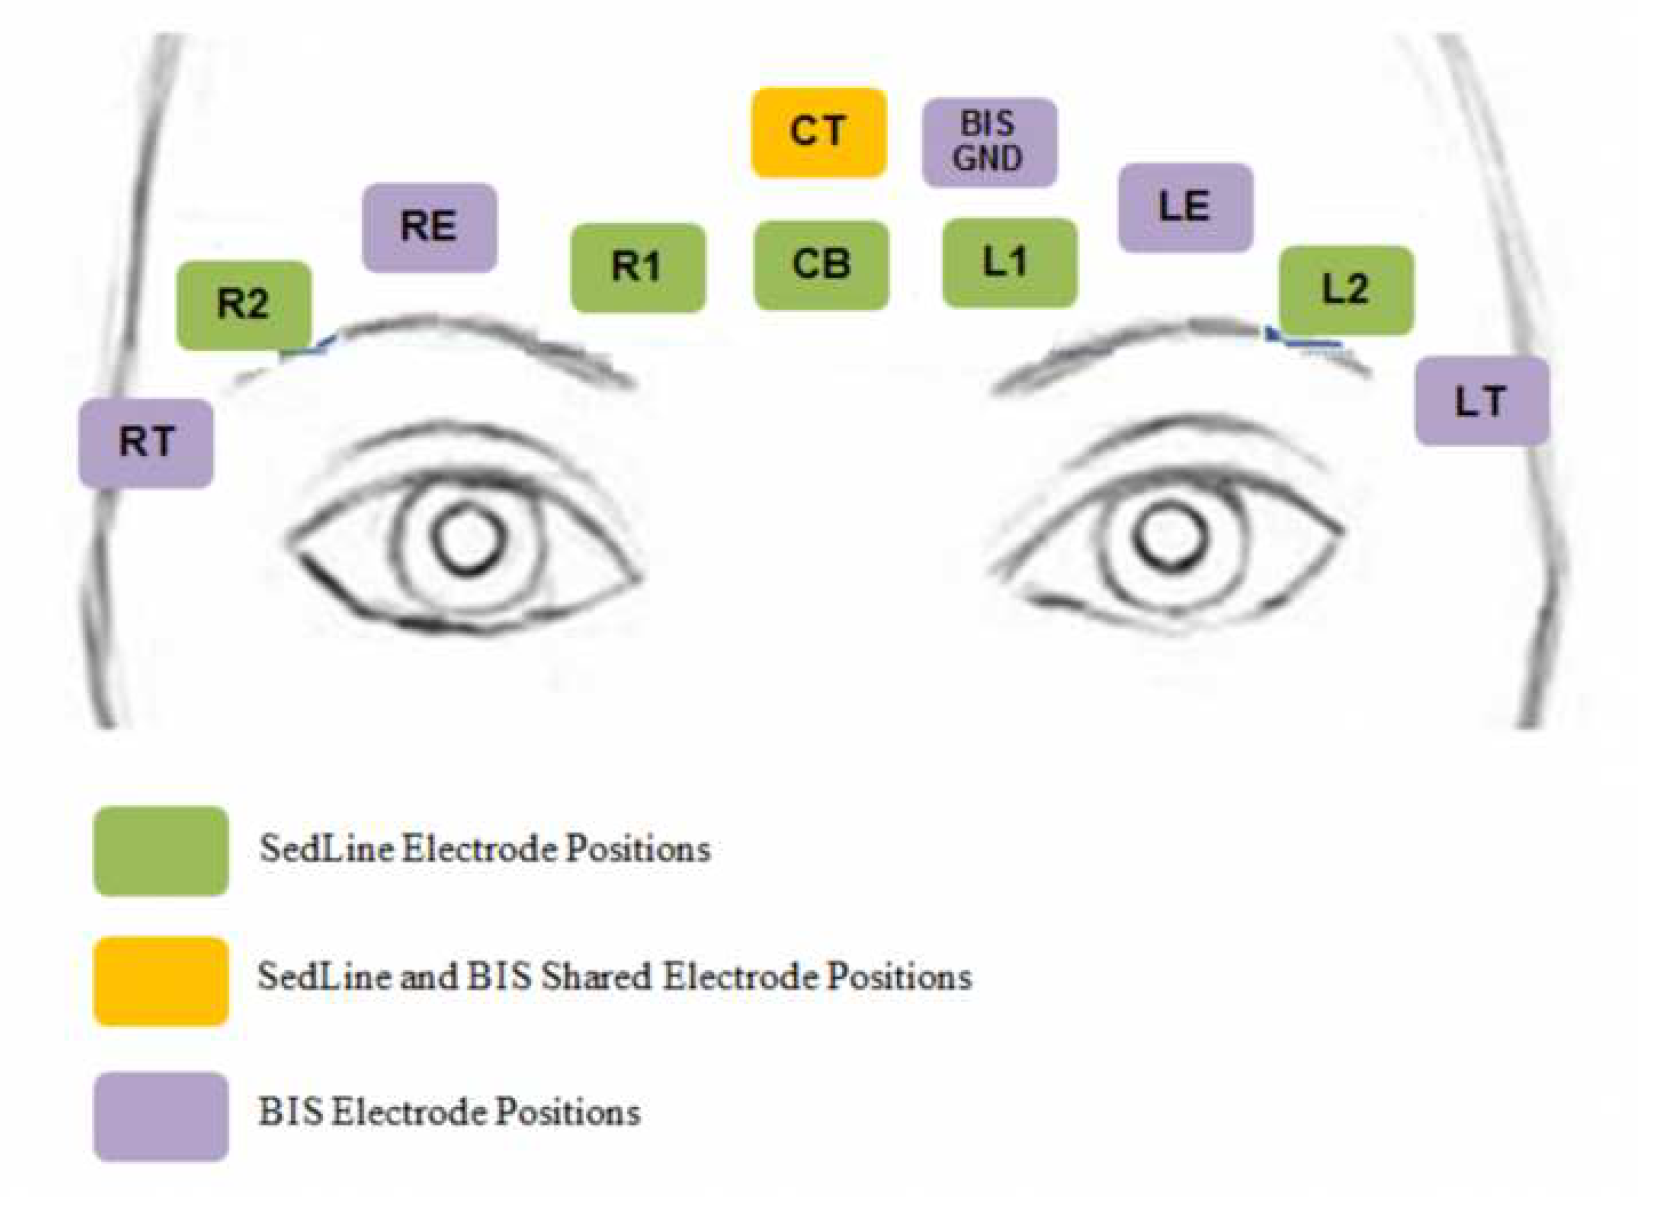 CT
BIS
GND
RE
LE
R2
R1
CB
L1
L2
RT
LT
SedLine Electrode Positions
SedLine and BIS Shared Electrode Positions
BIS Electrode Positions